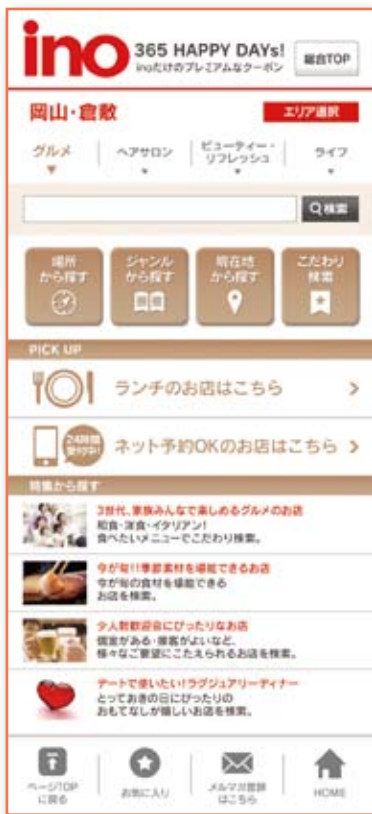 ino
365 HAPPY DAYs!
inoだけのプレミアムなクーポン
総合TOP
岡山・倉敷
エリア選択
グルメ
ヘアサロン
ビューティー・
リフレッシュ
ライフ
検索
場所
から探す
ジャンル
から探す
現在地
から探す
こだわり
検索
PICK UP
ランチのお店はこちら
24時間
受付中!
ネット予約OKのお店はこちら
特集から探す
3世代、家族みんなで楽しめるグルメのお店
和食・洋食・イタリアン!
食べたいメニューでこだわり検索。
今が旬!!季節素材を堪能できるお店
今が旬の食材を堪能できる
お店を検索。
少人数歓迎会にぴったりなお店
個室がある・接客がよいなど、
様々なご要望にこたえられるお店を検索。
デートで使いたい!ラグジュアリーディナー
とっておきの日にぴったりの
おもてなしが嬉しいお店を検索。
ページTOP
に戻る
お気に入り
メルマガ登録
はこちら
HOME